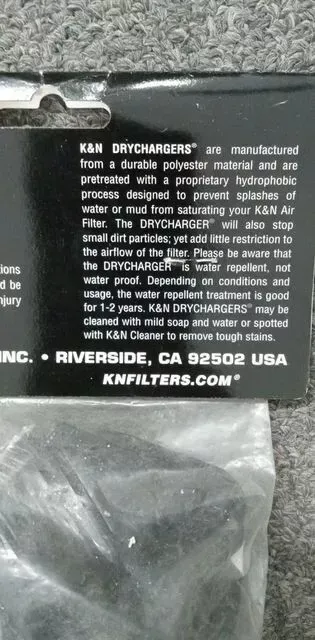 K&N DRYCHARGERS® are manufactured
from a durable polyester material and are
pretreated with a proprietary hydrophobic
process designed to prevent splashes of
water or mud from saturating your K&N Air
Filter. The DRYCHARGER® will also stop
small dirt particles; yet add little restriction to
the airflow of the filter. Please be aware that
the DRYCHARGER® is water repellent, not
water proof. Depending on conditions and
usage, the water repellent treatment is good
for 1-2 years. K&N DRYCHARGERS® may be
cleaned with mild soap and water or spotted
with K&N Cleaner to remove tough stains.
tions
d be
njury
INC. • RIVERSIDE, CA 92502 USA
KNFILTERS.COM®